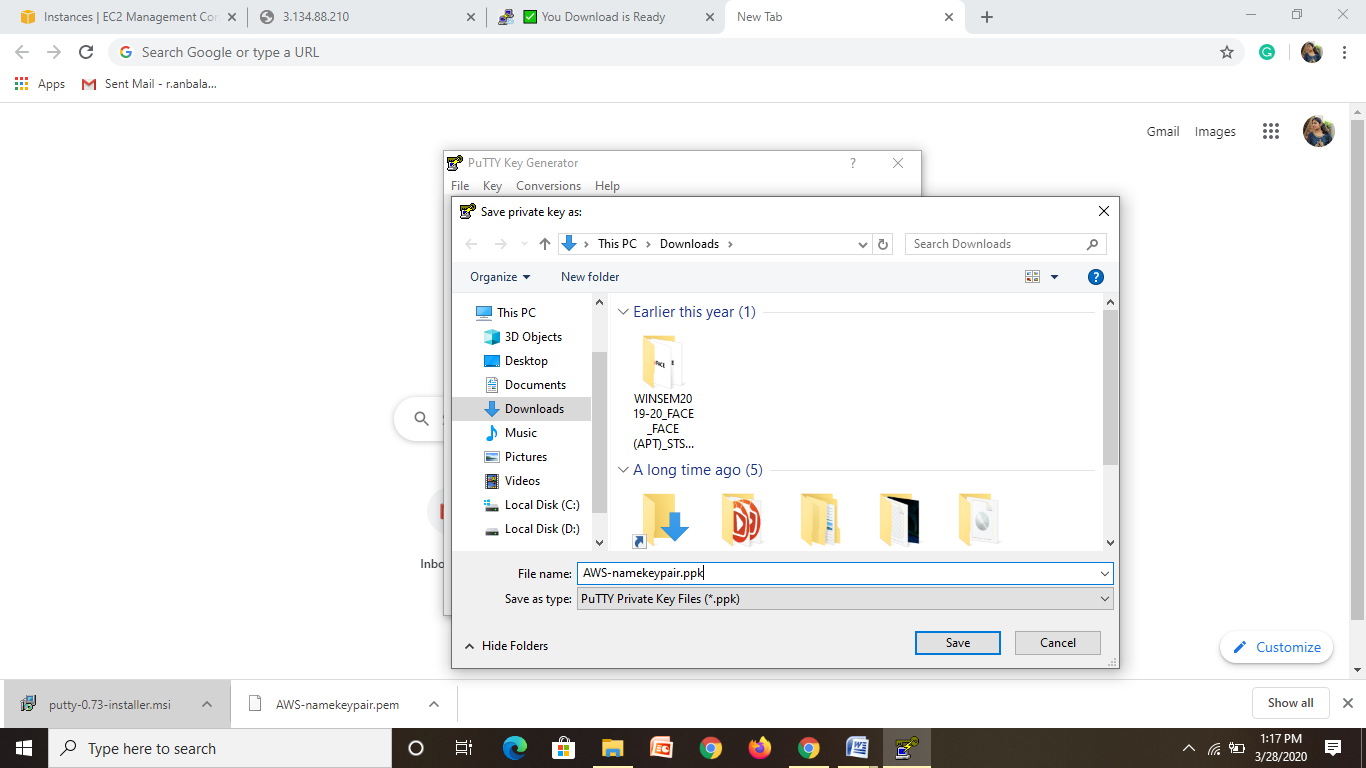 Instances | EC2 Management Con
3.134.88.210
You Download is Ready
New Tab
Search Google or type a URL
Apps
Sent Mail - r.anbala...
Gmail
Images
PuTTY Key Generator
?
File
Key
Conversions
Help
Save private key as:
This PC
Downloads
Search Downloads
Organize
New folder
?
This PC
3D Objects
Desktop
Documents
Downloads
Music
Pictures
Videos
Local Disk (C:)
Local Disk (D:)
Earlier this year (1)
WINSEM20
19-20_FACE
_FACE
(APT)_STS...
A long time ago (5)
Inbo
File name:
AWS-namekeypair.ppk
Save as type:
PuTTY Private Key Files (*.ppk)
Hide Folders
Save
Cancel
Customize
putty-0.73-installer.msi
AWS-namekeypair.pem
Show all
Type here to search
1:17 PM
3/28/2020